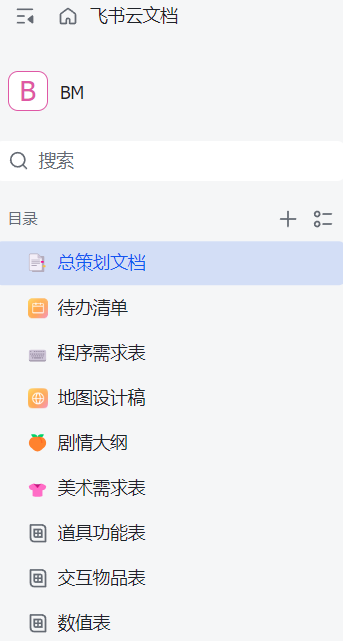 飞书云文档
B BM
搜索
目录
总策划文档
待办清单
程序需求表
地图设计稿
剧情大纲
美术需求表
道具功能表
交互物品表
数值表